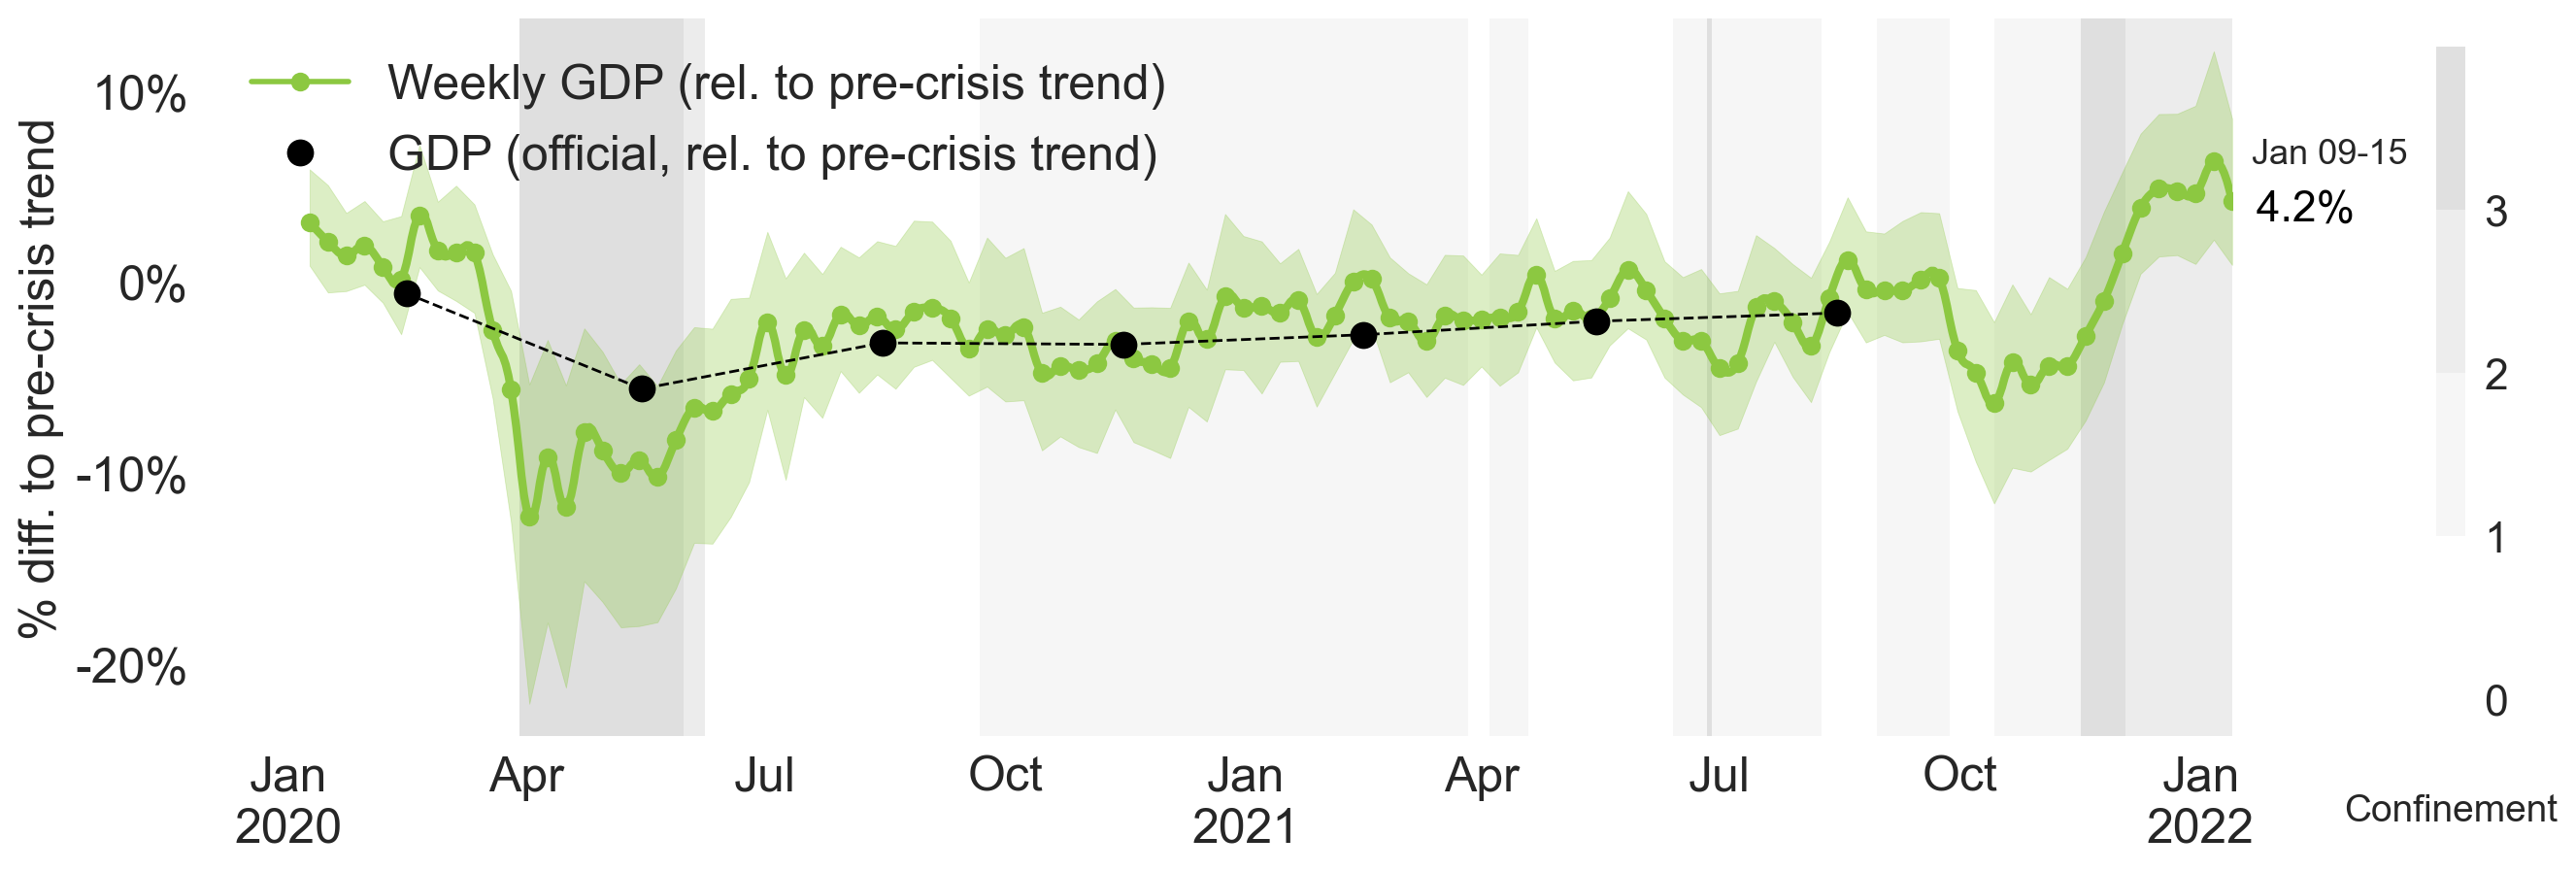 Weekly GDP (rel. to pre-crisis trend)
GDP (official, rel. to pre-crisis trend)
% diff. to pre-crisis trend
10%
0%
-10%
-20%
Jan 09-15
4.2%
3
2
1
0
Jan Apr Jul Oct Jan Apr Jul Oct Jan
2020 2021 2022
Confinement